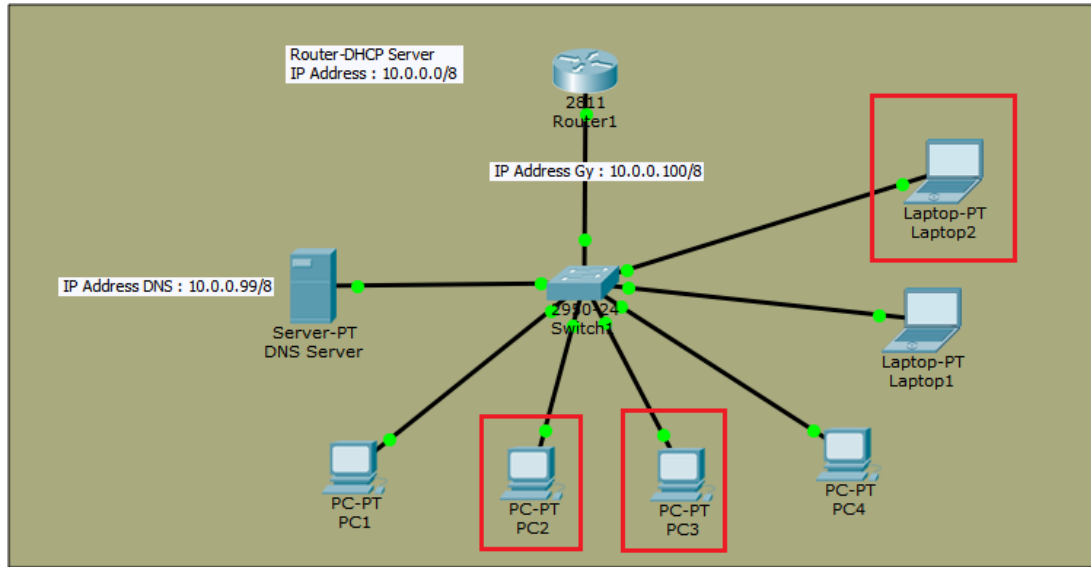 Router-DHCP Server
IP Address : 10.0.0.0/8
2811
Router1
IP Address Gy : 10.0.0.100/8
Laptop-PT
Laptop2
IP Address DNS : 10.0.0.99/8
2950-24
Switch1
Server-PT
DNS Server
Laptop-PT
Laptop1
PC-PT
PC1
PC-PT
PC2
PC-PT
PC3
PC-PT
PC4